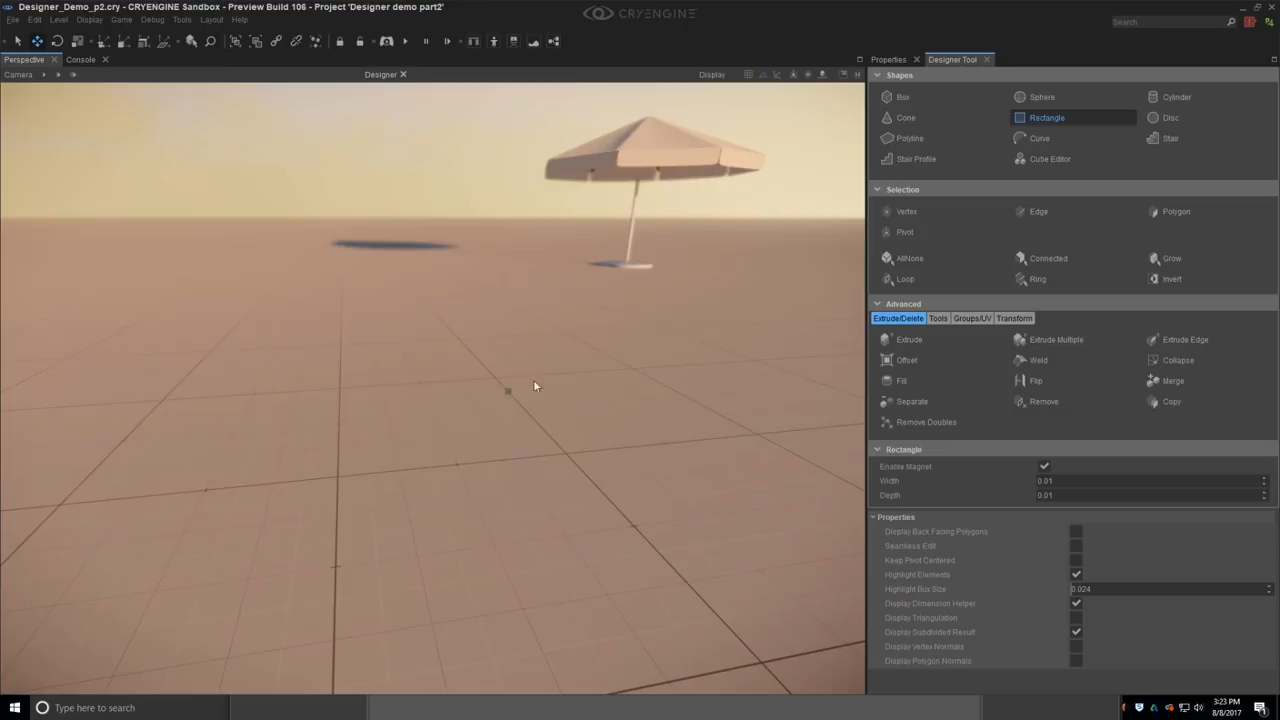 Designer_Demo_p2.cry - CRYENGINE Sandbox - Preview Build 106 - Project 'Designer demo part2'
File Edit Level Display Game Debug Tools Layout Help
CRYENGINE
Search
Perspective Console
Properties Designer Tool
Camera
Designer
Display
H
Shapes
Box Sphere Cylinder
Cone Rectangle Disc
Polyline Curve Stair
Stair Profile Cube Editor
Selection
Vertex Edge Polygon
Pivot
AllNone Connected Grow
Loop Ring Invert
Advanced
Extrude/Delete Tools Groups/UV Transform
Extrude Extrude Multiple Extrude Edge
Offset Weld Collapse
Fill Flip Merge
Separate Remove Copy
Remove Doubles
Rectangle
Enable Magnet
Width 0.01
Depth 0.01
Properties
Display Back Facing Polygons
Seamless Edit
Keep Pivot Centered
Highlight Elements
Highlight Box Size 0.024
Display Dimension Helper
Display Triangulation
Display Subdivided Result
Display Vertex Normals
Display Polygon Normals
Type here to search
3:23 PM
8/8/2017